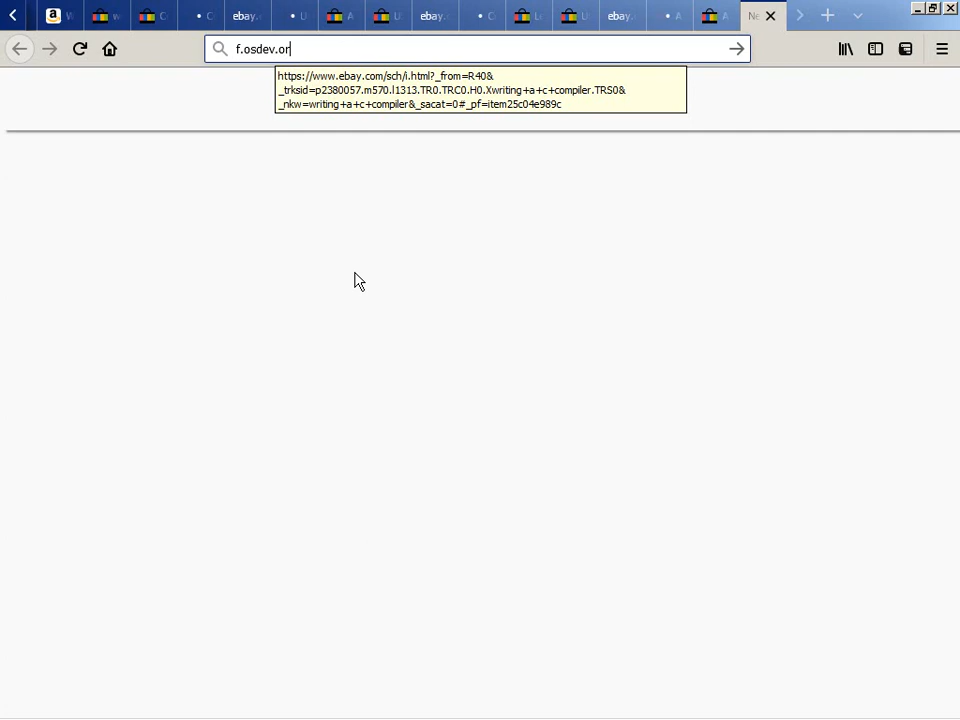 a W
w
C
C
ebay.
U
A
U
ebay.
C
L
U
ebay.
A
A
Ne
f.osdev.or
https://www.ebay.com/sch/i.html?_from=R40&
_trksid=p2380057.m570.l1313.TR0.TRC0.H0.Xwriting+a+c+compiler.TRS0&
_nkw=writing+a+c+compiler&_sacat=0#_pf=item25c04e989c